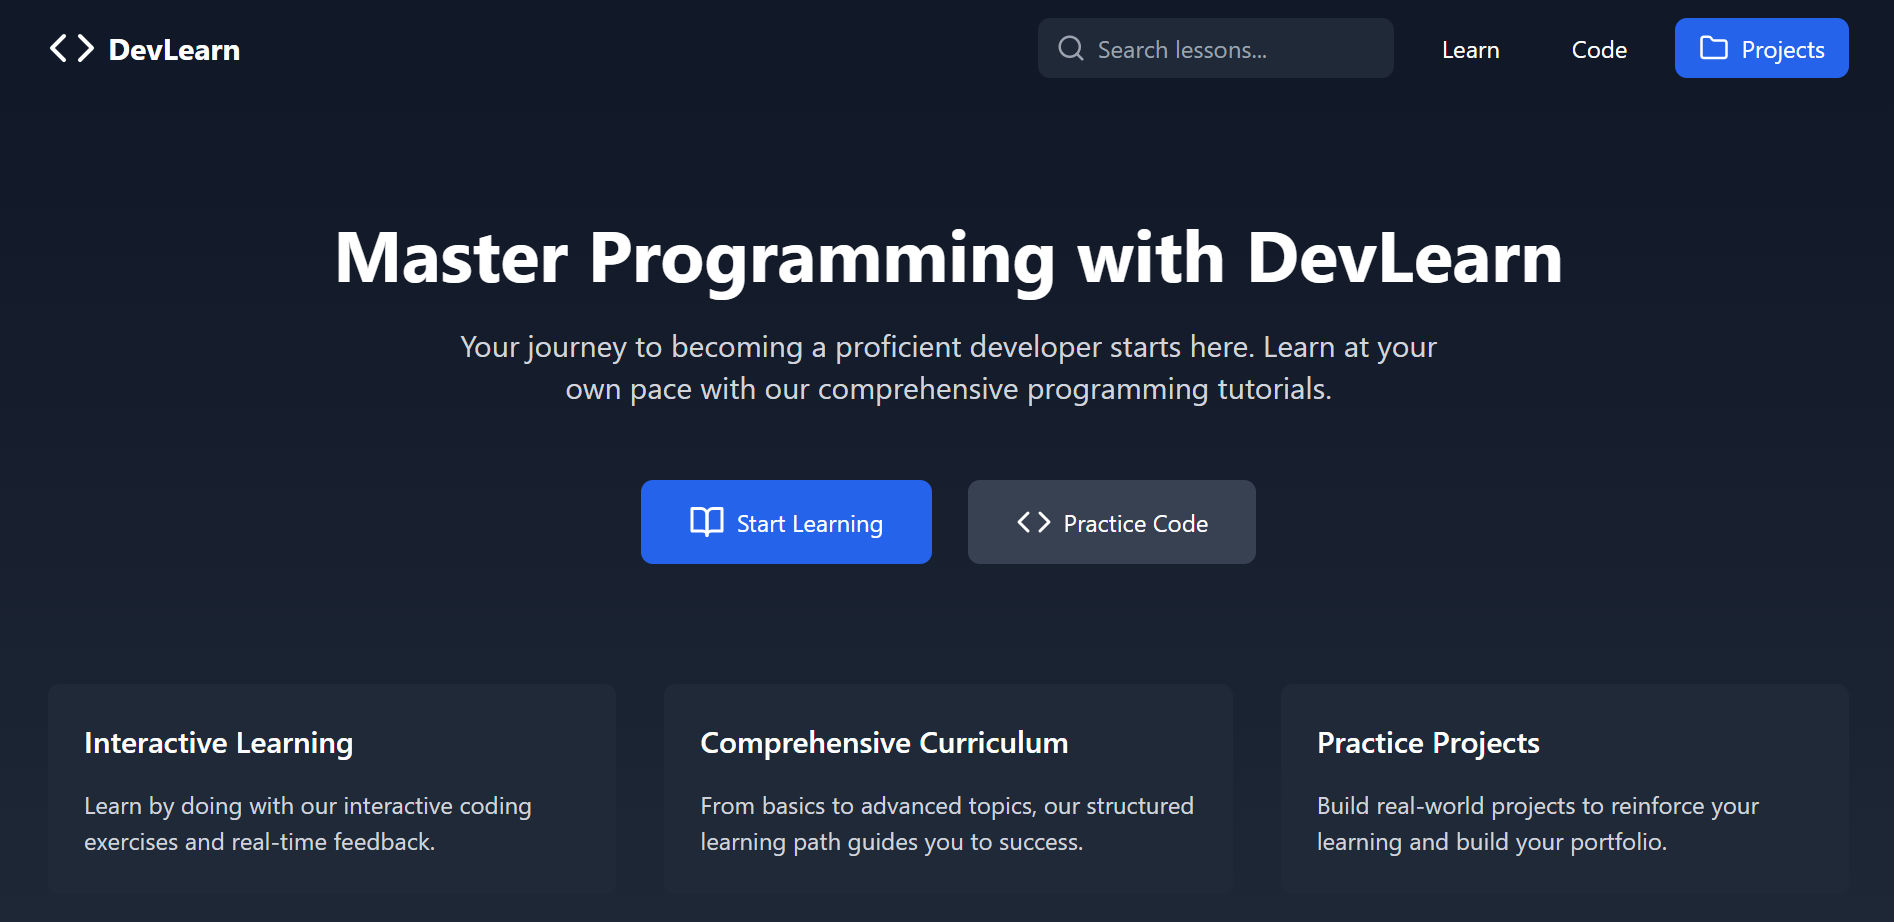 DevLearn
Search lessons...
Learn
Code
Projects
Master Programming with DevLearn
Your journey to becoming a proficient developer starts here. Learn at your
own pace with our comprehensive programming tutorials.
Start Learning
Practice Code
Interactive Learning
Learn by doing with our interactive coding
exercises and real-time feedback.
Comprehensive Curriculum
From basics to advanced topics, our structured
learning path guides you to success.
Practice Projects
Build real-world projects to reinforce your
learning and build your portfolio.